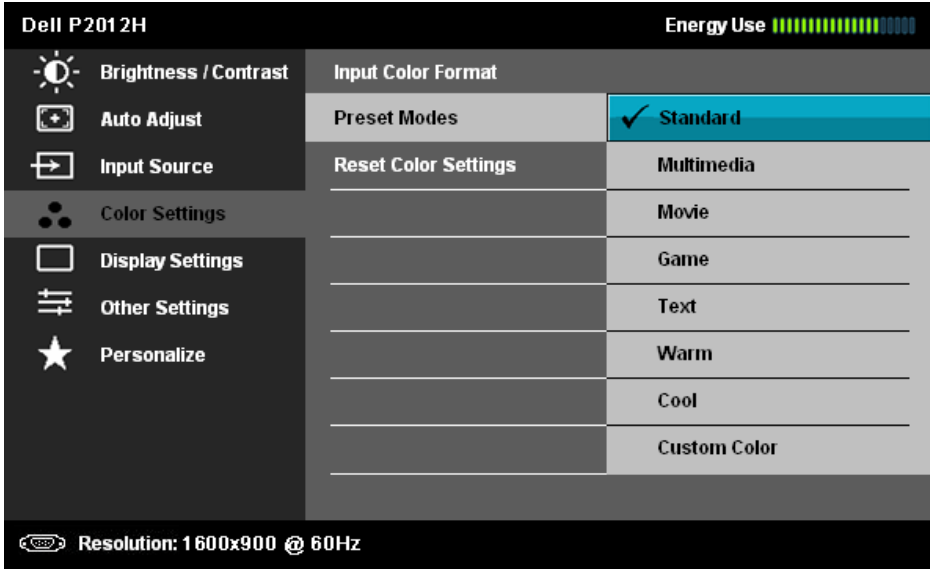 Dell P2012H
Energy Use
Brightness / Contrast
Auto Adjust
Input Source
Color Settings
Display Settings
Other Settings
Personalize
Input Color Format
Preset Modes
Reset Color Settings
Standard
Multimedia
Movie
Game
Text
Warm
Cool
Custom Color
Resolution: 1600x900 @ 60Hz